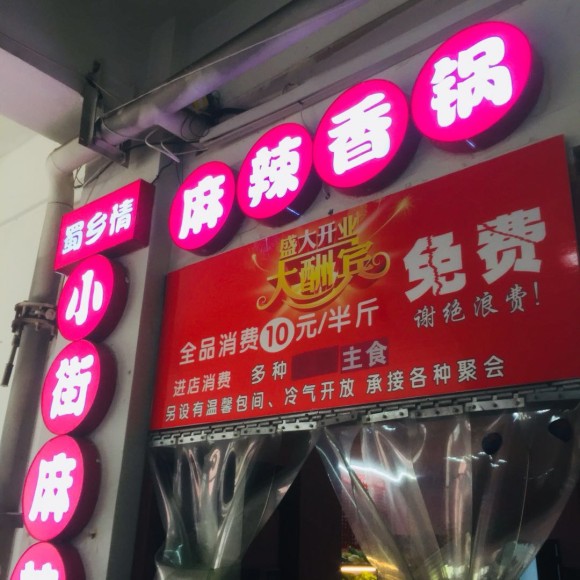 麻辣香锅
蜀乡情
小街麻
盛大开业
大酬宾
免费
谢绝浪费!
全品消费10元/半斤
进店消费 多种 主食
另设有温馨包间、冷气开放 承接各种聚会